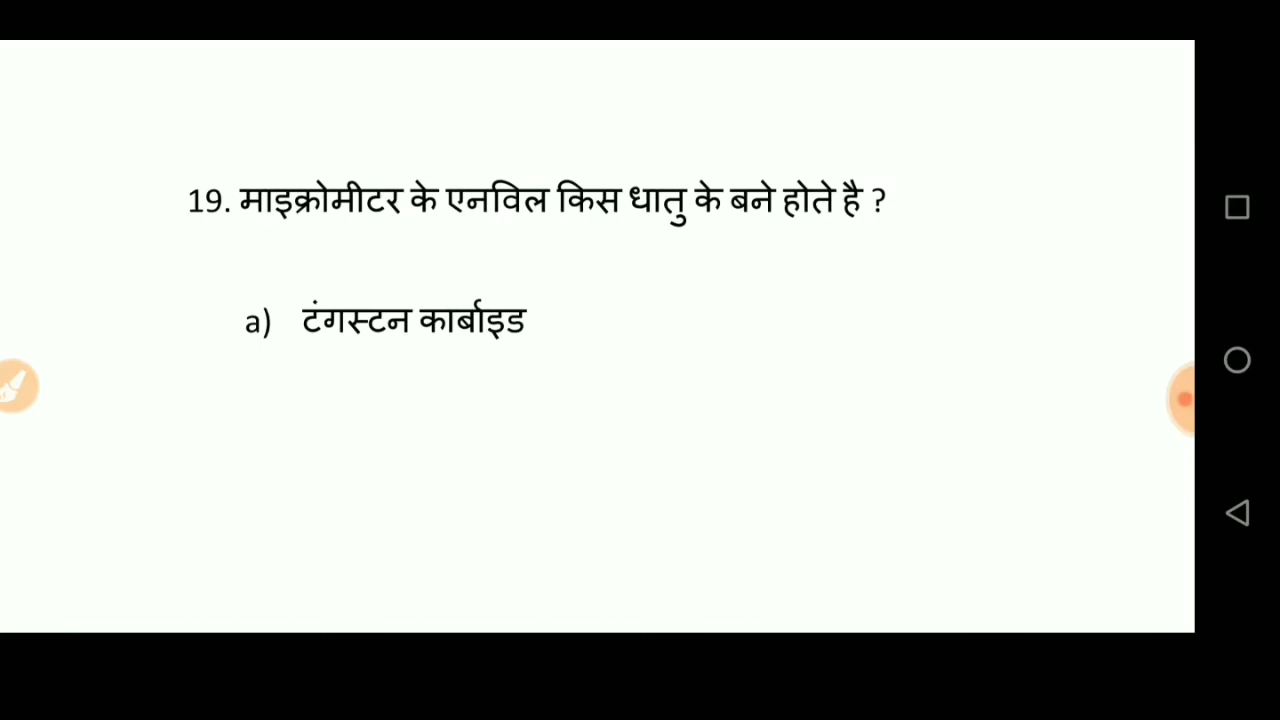 19. माइक्रोमीटर के एनविल किस धातु के बने होते है ?
a) टंगस्टन कार्बाइड